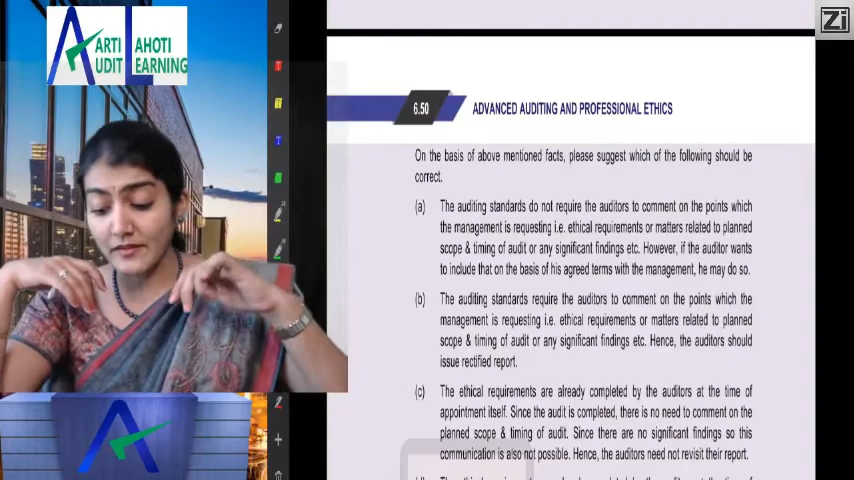 ARTI AHOTI
UDIT EARNING
Zi
6.50 ADVANCED AUDITING AND PROFESSIONAL ETHICS
On the basis of above mentioned facts, please suggest which of the following should be
correct.
(a) The auditing standards do not require the auditors to comment on the points which
the management is requesting i.e. ethical requirements or matters related to planned
scope & timing of audit or any significant findings etc. However, if the auditor wants
to include that on the basis of his agreed terms with the management, he may do so.
(b) The auditing standards require the auditors to comment on the points which the
management is requesting i.e. ethical requirements or matters related to planned
scope & timing of audit or any significant findings etc. Hence, the auditors should
issue rectified report.
(c) The ethical requirements are already completed by the auditors at the time of
appointment itself. Since the audit is completed, there is no need to comment on the
planned scope & timing of audit. Since there are no significant findings so this
communication is also not possible. Hence, the auditors need not revisit their report.